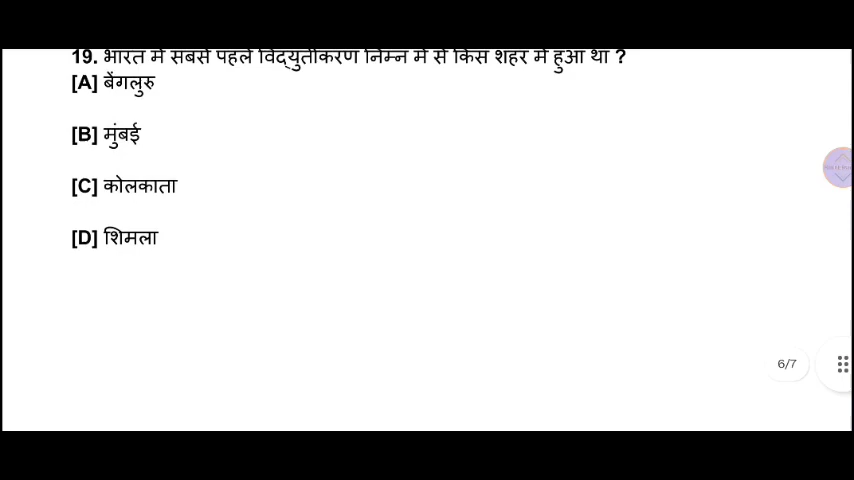 19. भारत में सबसे पहले विद्युतीकरण निम्न में से किस शहर में हुआ था ?
[A] बेंगलुरु
[B] मुंबई
[C] कोलकाता
[D] शिमला
6/7